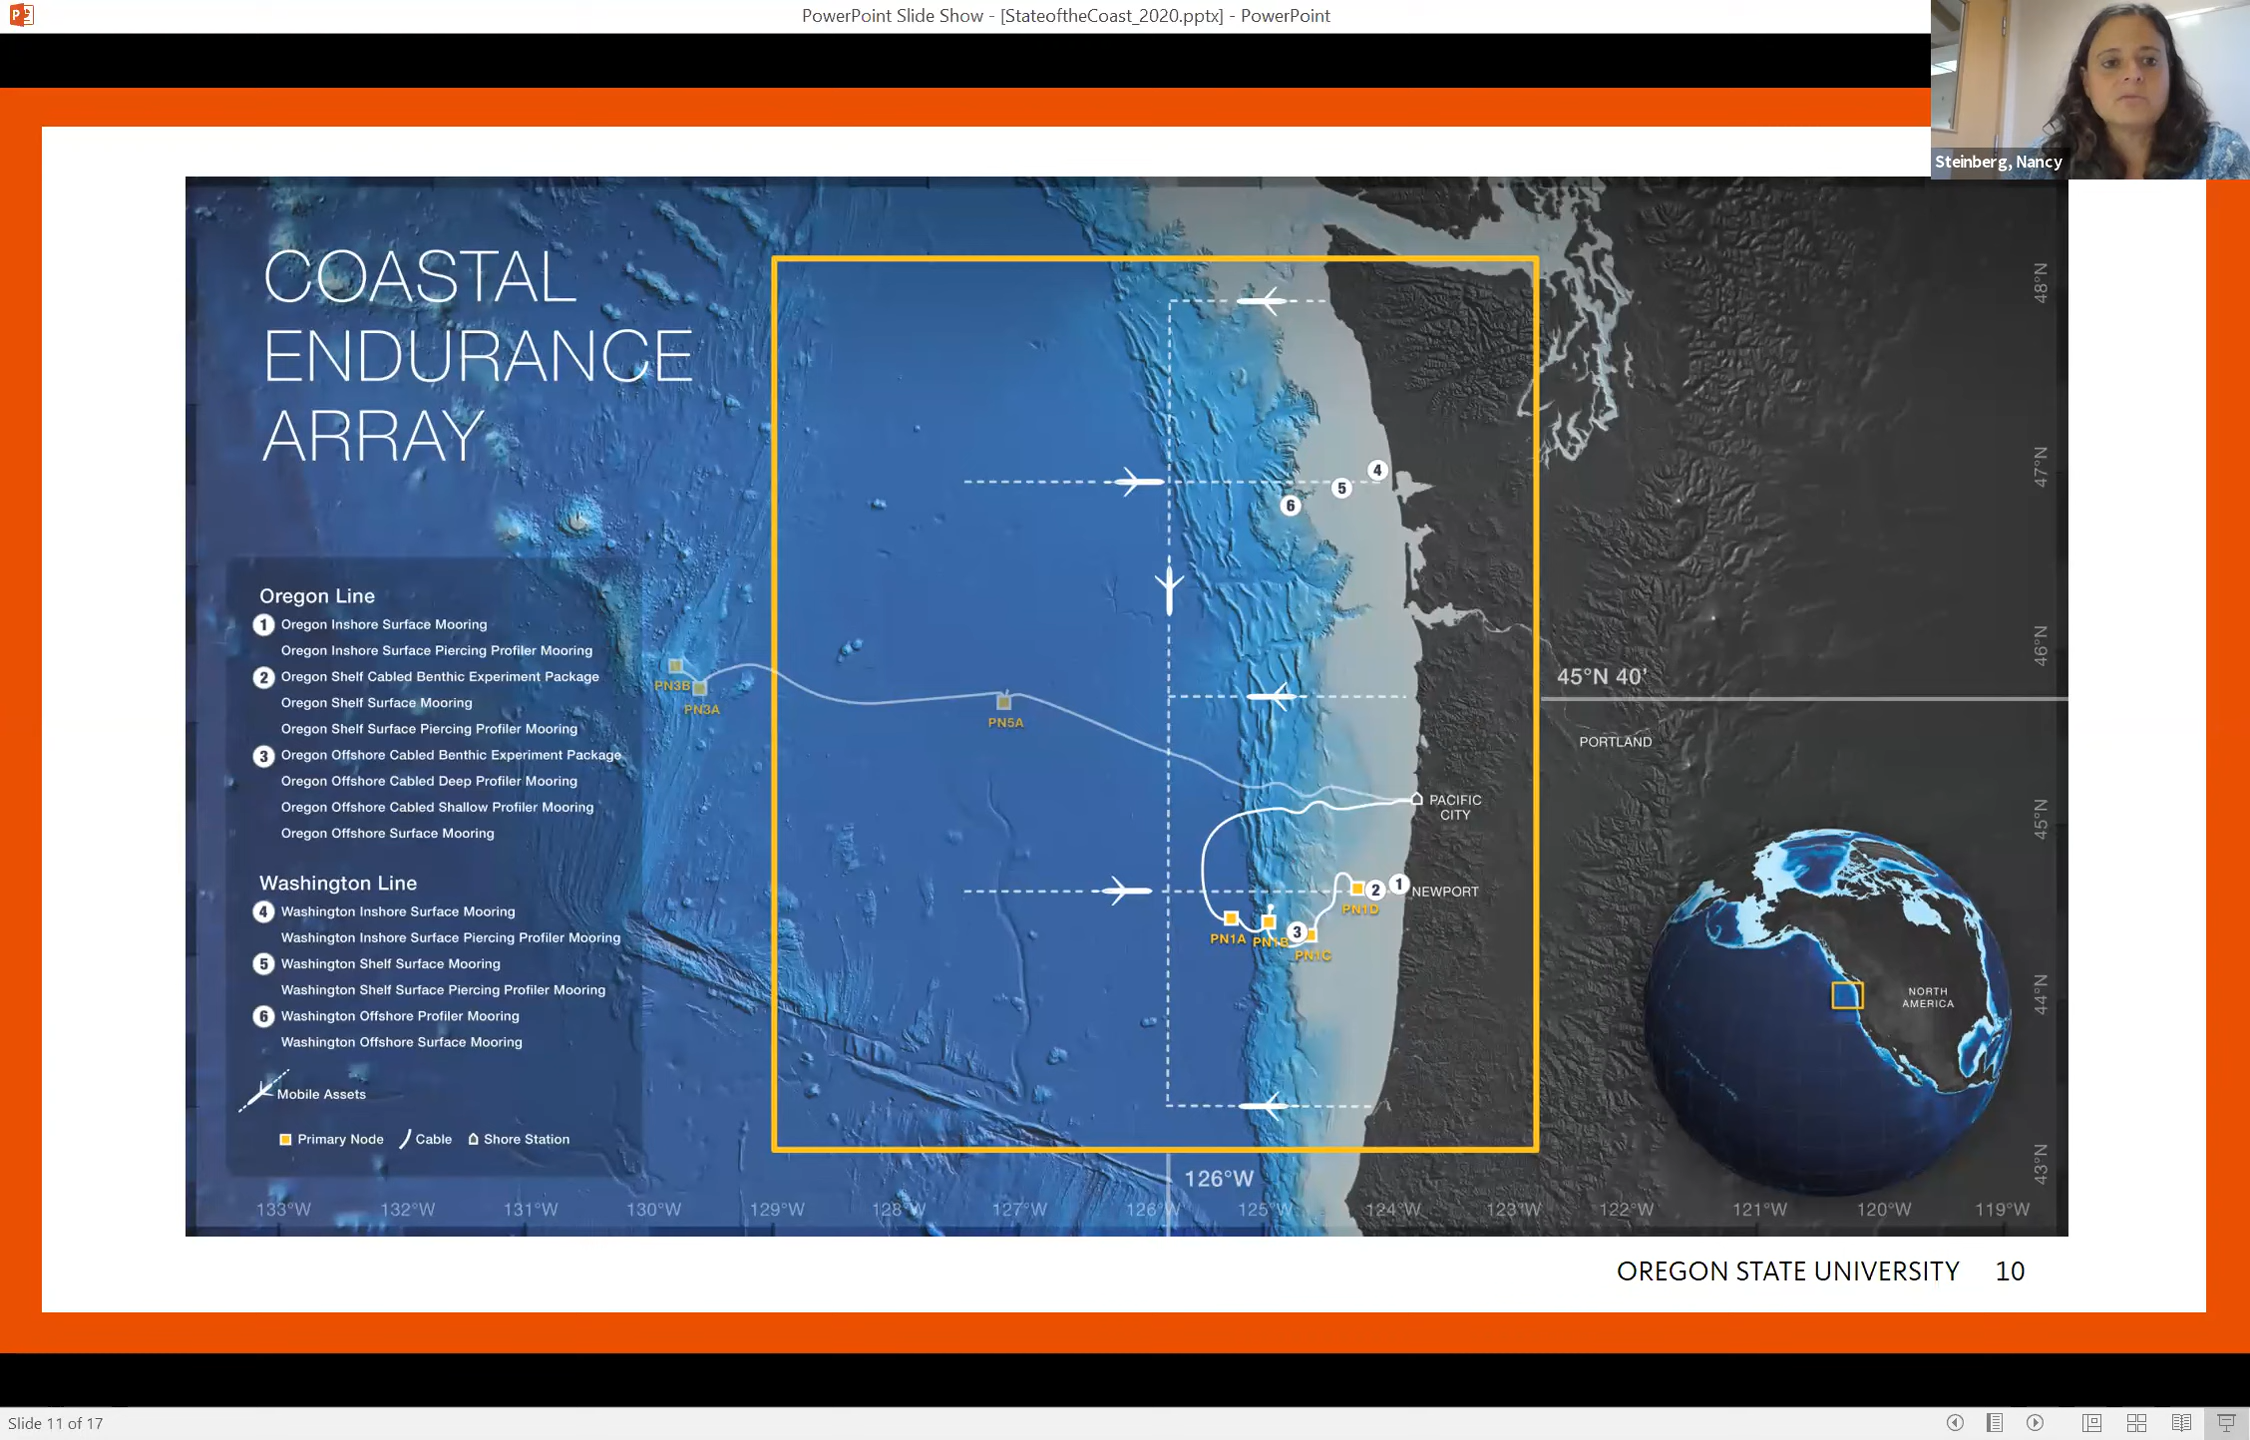 PowerPoint Slide Show - [StateoftheCoast_2020.pptx] - PowerPoint
Steinberg, Nancy
COASTAL
ENDURANCE
ARRAY
Oregon Line
1 Oregon Inshore Surface Mooring
Oregon Inshore Surface Piercing Profiler Mooring
2 Oregon Shelf Cabled Benthic Experiment Package
Oregon Shelf Surface Mooring
Oregon Shelf Surface Piercing Profiler Mooring
3 Oregon Offshore Cabled Benthic Experiment Package
Oregon Offshore Cabled Deep Profiler Mooring
Oregon Offshore Cabled Shallow Profiler Mooring
Oregon Offshore Surface Mooring
Washington Line
4 Washington Inshore Surface Mooring
Washington Inshore Surface Piercing Profiler Mooring
5 Washington Shelf Surface Mooring
Washington Shelf Surface Piercing Profiler Mooring
6 Washington Offshore Profiler Mooring
Washington Offshore Surface Mooring
Mobile Assets
Primary Node Cable Shore Station
4
5
6
PN3B
PN3A
PN5A
45°N 40'
PORTLAND
PACIFIC
CITY
2 1 NEWPORT
PN1D
3
PN1A PN1B
PN1C
NORTH
AMERICA
48°N
47°N
46°N
45°N
44°N
43°N
126°W
133°W 132°W 131°W 130°W 129°W 128°W 127°W 126°W 125°W 124°W 123°W 122°W 121°W 120°W 119°W
OREGON STATE UNIVERSITY 10
Slide 11 of 17